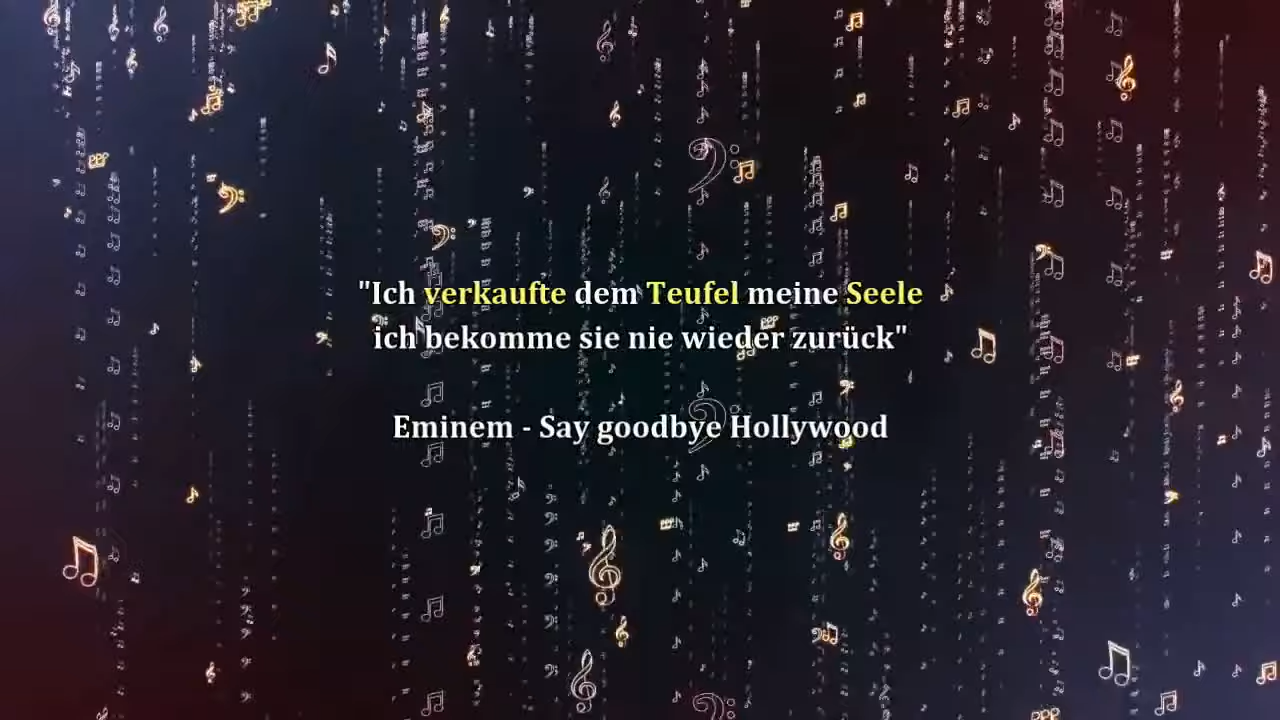 "Ich verkaufte dem Teufel meine Seele
ich bekomme sie nie wieder zurück"
Eminem - Say goodbye Hollywood